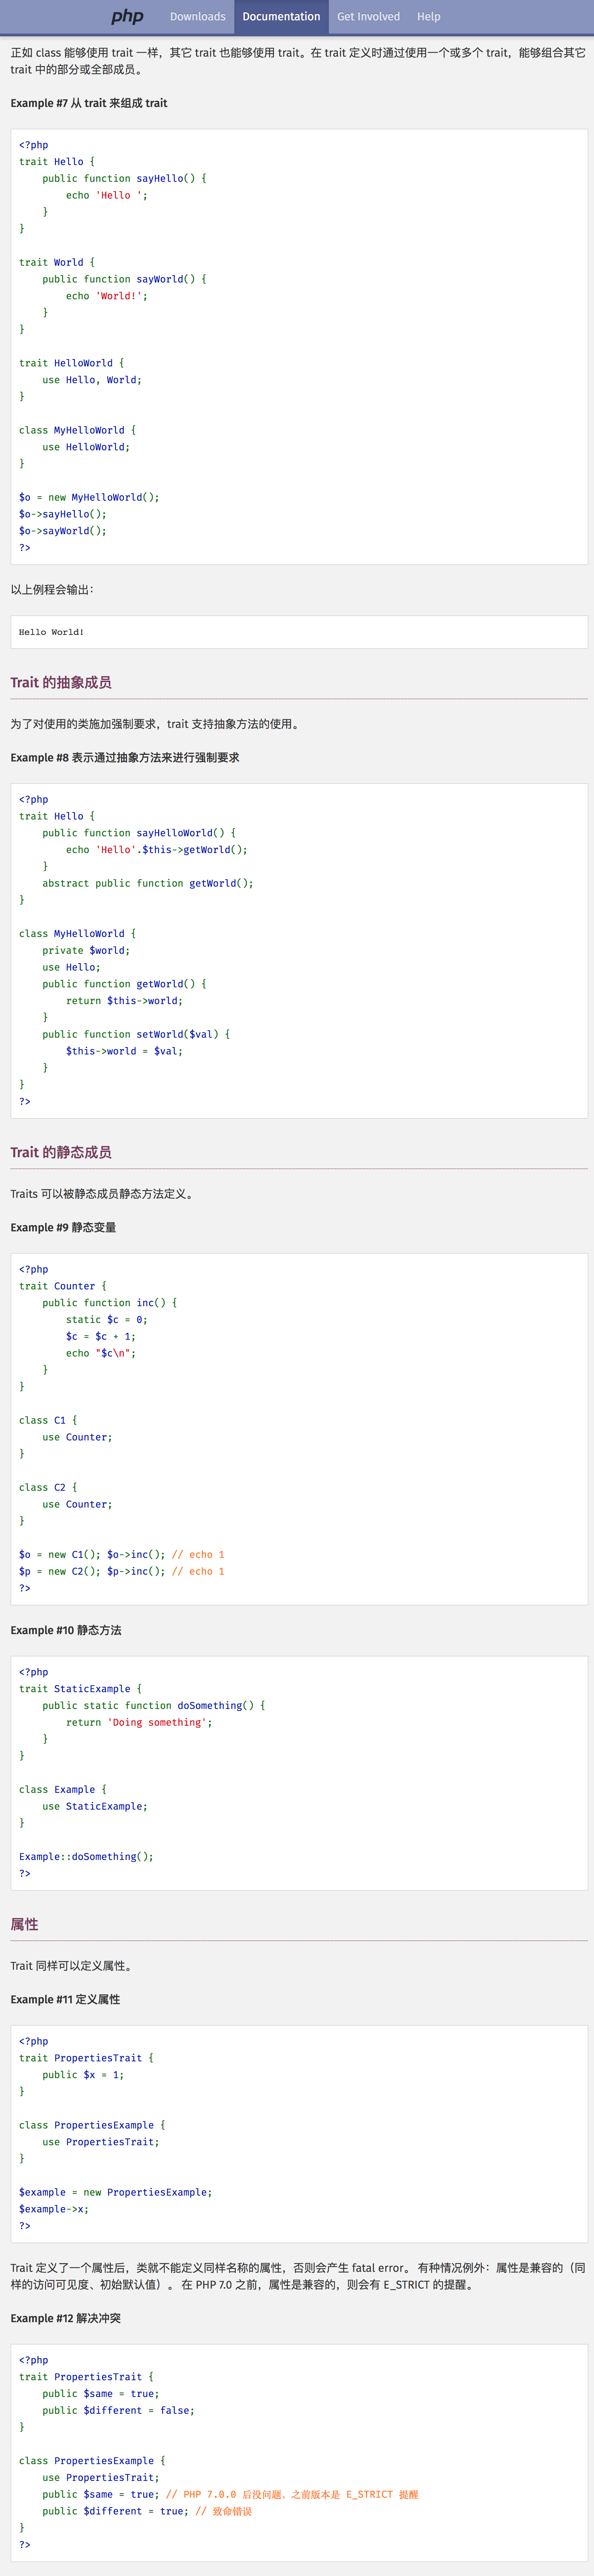 php Downloads Documentation Get Involved Help
正如 class 能够使用 trait 一样，其它 trait 也能够使用 trait。在 trait 定义时通过使用一个或多个 trait，能够组合其它
trait 中的部分或全部成员。
Example #7 从 trait 来组成 trait
<?php
trait Hello {
    public function sayHello() {
        echo 'Hello ';
    }
}

trait World {
    public function sayWorld() {
        echo 'World!';
    }
}

trait HelloWorld {
    use Hello, World;
}

class MyHelloWorld {
    use HelloWorld;
}

$o = new MyHelloWorld();
$o->sayHello();
$o->sayWorld();
?>
以上例程会输出：
Hello World!
Trait 的抽象成员
为了对使用的类施加强制要求，trait 支持抽象方法的使用。
Example #8 表示通过抽象方法来进行强制要求
<?php
trait Hello {
    public function sayHelloWorld() {
        echo 'Hello'.$this->getWorld();
    }
    abstract public function getWorld();
}

class MyHelloWorld {
    private $world;
    use Hello;
    public function getWorld() {
        return $this->world;
    }
    public function setWorld($val) {
        $this->world = $val;
    }
}
?>
Trait 的静态成员
Traits 可以被静态成员静态方法定义。
Example #9 静态变量
<?php
trait Counter {
    public function inc() {
        static $c = 0;
        $c = $c + 1;
        echo "$c\n";
    }
}

class C1 {
    use Counter;
}

class C2 {
    use Counter;
}

$o = new C1(); $o->inc(); // echo 1
$p = new C2(); $p->inc(); // echo 1
?>
Example #10 静态方法
<?php
trait StaticExample {
    public static function doSomething() {
        return 'Doing something';
    }
}

class Example {
    use StaticExample;
}

Example::doSomething();
?>
属性
Trait 同样可以定义属性。
Example #11 定义属性
<?php
trait PropertiesTrait {
    public $x = 1;
}

class PropertiesExample {
    use PropertiesTrait;
}

$example = new PropertiesExample;
$example->x;
?>
Trait 定义了一个属性后，类就不能定义同样名称的属性，否则会产生 fatal error。 有种情况例外：属性是兼容的（同
样的访问可见度、初始默认值）。 在 PHP 7.0 之前，属性是兼容的，则会有 E_STRICT 的提醒。
Example #12 解决冲突
<?php
trait PropertiesTrait {
    public $same = true;
    public $different = false;
}

class PropertiesExample {
    use PropertiesTrait;
    public $same = true; // PHP 7.0.0 后没问题，之前版本是 E_STRICT 提醒
    public $different = true; // 致命错误
}
?>